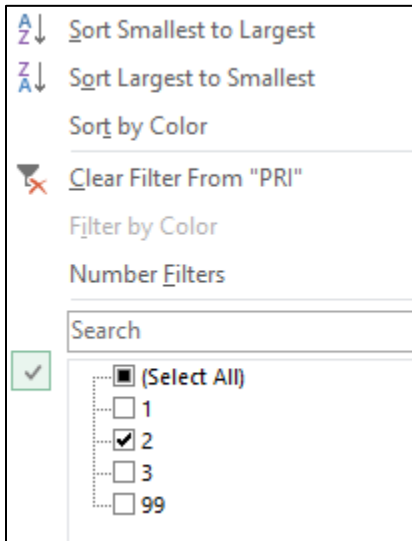 Sort Smallest to Largest
Sort Largest to Smallest
Sort by Color
Clear Filter From "PRI"
Filter by Color
Number Filters
Search
(Select All)
1
2
3
99